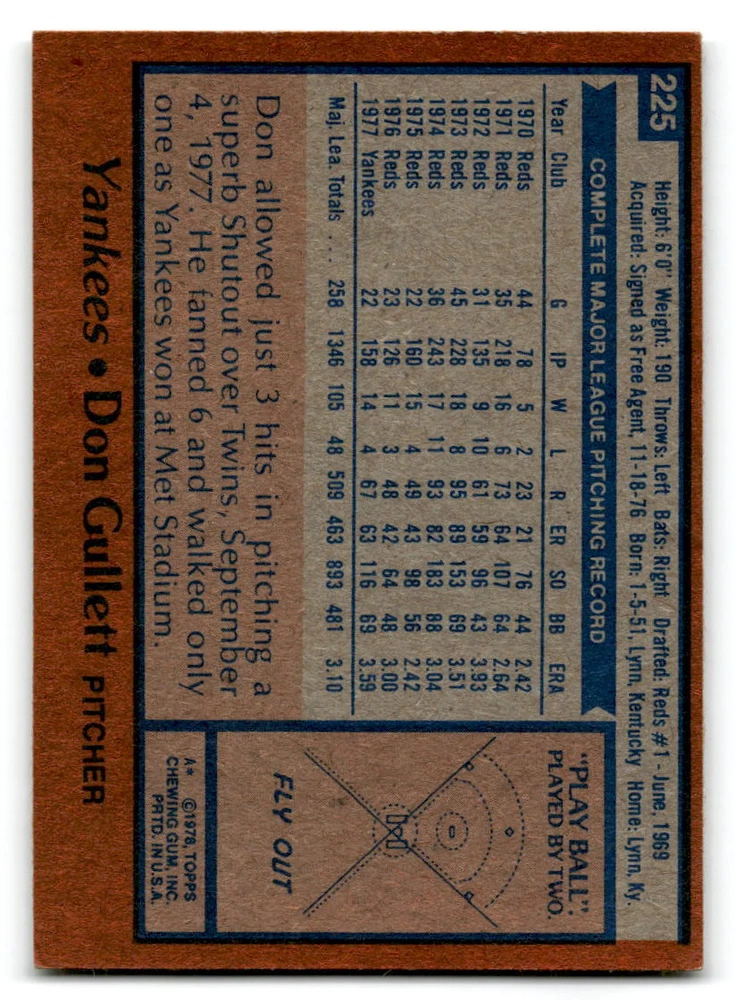 225
Height: 6'0" Weight: 190 Throws: Left Bats: Right Drafted: Reds #1 - June, 1969
Acquired: Signed as Free Agent, 11-18-76 Born: 1-5-51, Lynn, Kentucky Home: Lynn, Ky.
COMPLETE MAJOR LEAGUE PITCHING RECORD
Year Club G IP W L R ER SO BB ERA
1970 Reds 44 78 5 2 23 21 76 44 2.42
1971 Reds 35 218 16 6 73 64 107 64 2.64
1972 Reds 31 135 9 10 61 59 96 43 3.93
1973 Reds 45 228 18 8 95 89 153 69 3.51
1974 Reds 36 243 17 11 93 82 183 88 3.04
1975 Reds 22 160 15 4 49 43 98 56 2.42
1976 Reds 23 126 11 3 48 42 64 48 3.00
1977 Yankees 22 158 14 4 67 63 116 69 3.59
Maj. Lea. Totals .... 258 1346 105 48 509 463 893 481 3.10
Don allowed just 3 hits in pitching a
superb Shutout over Twins, September
4, 1977. He fanned 6 and walked only
one as Yankees won at Met Stadium.
"PLAY BALL".
PLAYED BY TWO.
FLY OUT
A* ©1978, TOPPS
CHEWING GUM, INC.
PRTD. IN U.S.A.
Yankees • Don Gullett PITCHER